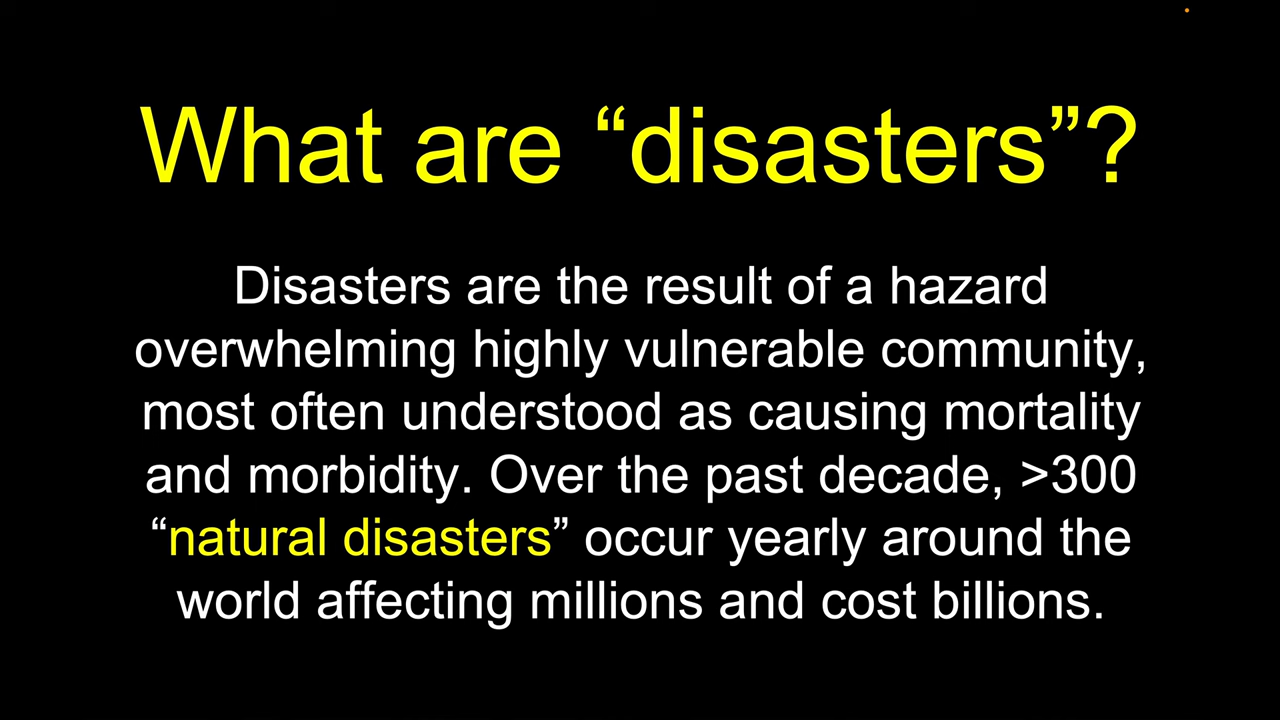 What are “disasters”?
Disasters are the result of a hazard
overwhelming highly vulnerable community,
most often understood as causing mortality
and morbidity. Over the past decade, >300
“natural disasters” occur yearly around the
world affecting millions and cost billions.